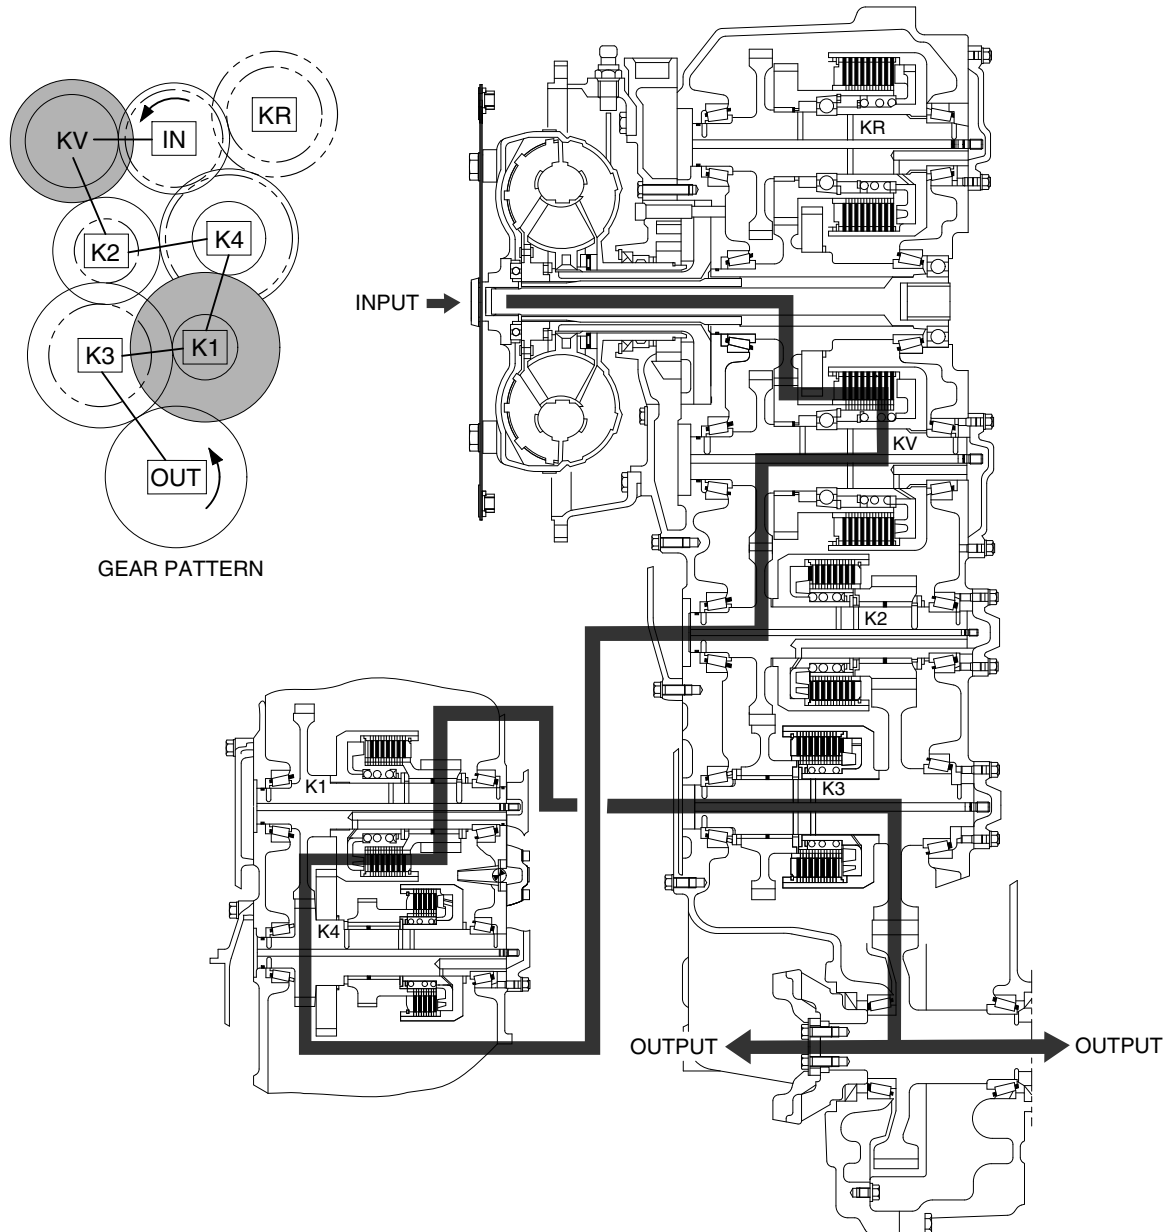 KV
IN
KR
K2
K4
K3
K1
OUT
GEAR PATTERN
INPUT
KR
KV
K2
K3
K1
K4
OUTPUT
OUTPUT